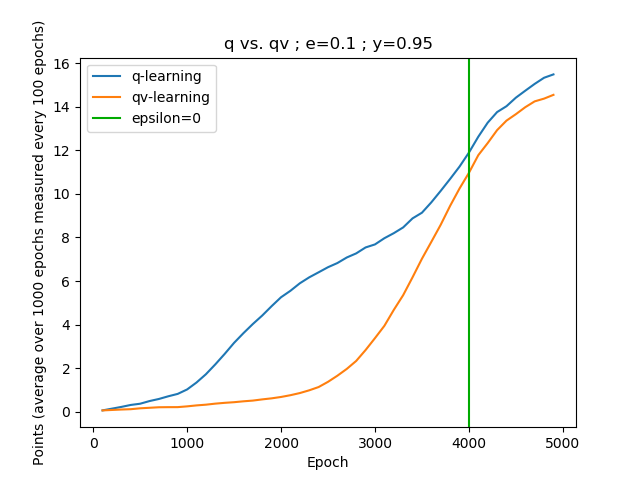 q vs. qv ; e=0.1 ; y=0.95
Points (average over 1000 epochs measured every 100 epochs)
16
14
12
10
8
6
4
2
0
q-learning
qv-learning
epsilon=0
0 1000 2000 3000 4000 5000
Epoch